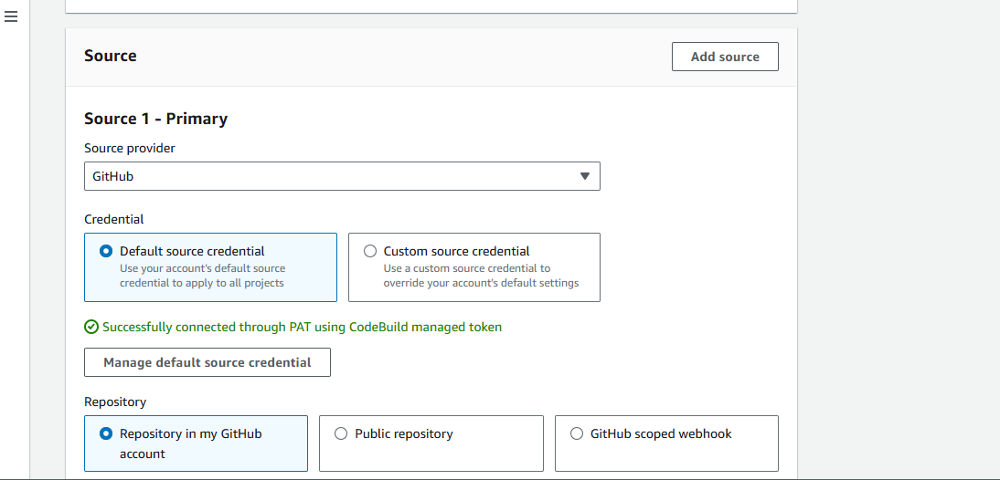 Source
Add source
Source 1 - Primary
Source provider
GitHub
Credential
Default source credential
Use your account's default source
credential to apply to all projects
Custom source credential
Use a custom source credential to
override your account's default settings
Successfully connected through PAT using CodeBuild managed token
Manage default source credential
Repository
Repository in my GitHub
account
Public repository
GitHub scoped webhook